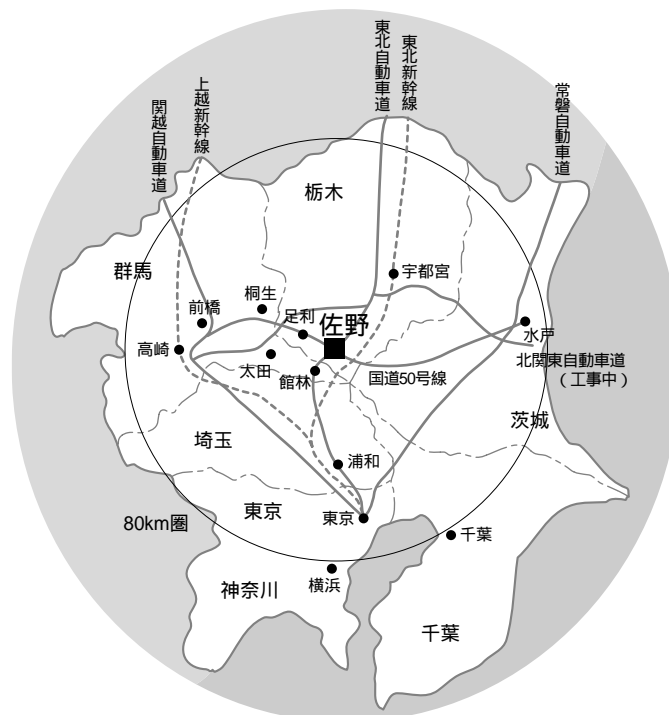 東北自動車道
東北新幹線
上越新幹線
関越自動車道
常磐自動車道
栃木
群馬
宇都宮
桐生
前橋
足利
佐野
水戸
高崎
太田
館林
国道50号線
北関東自動車道
(工事中)
茨城
埼玉
浦和
東京
東京
80km圏
千葉
横浜
神奈川
千葉